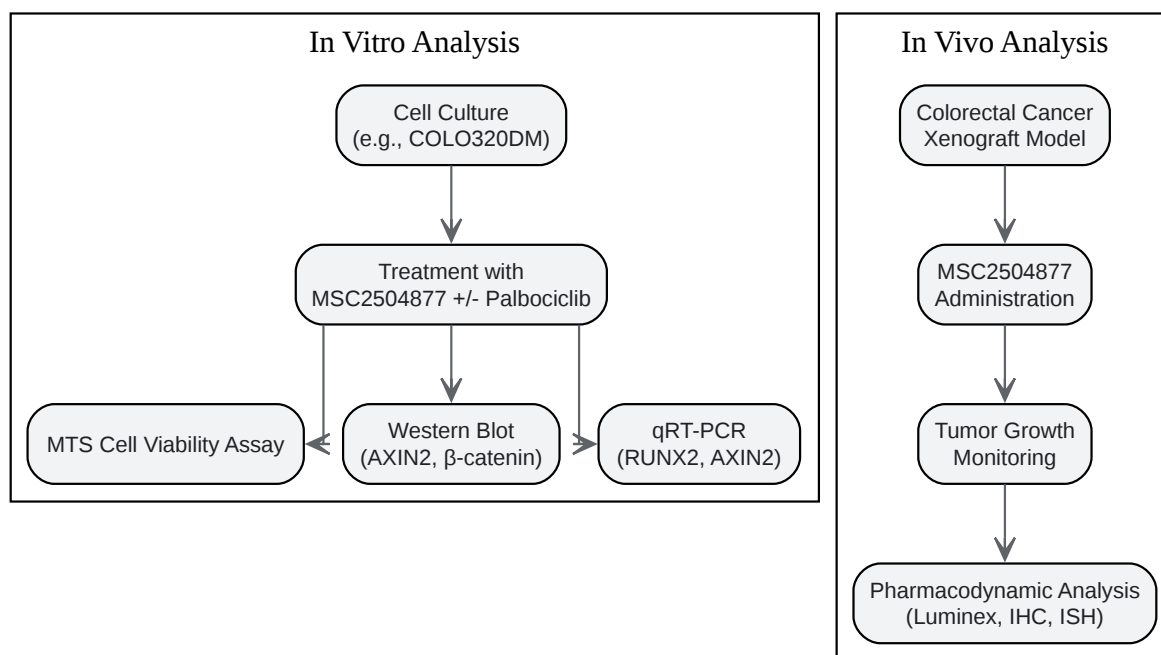 In Vitro Analysis
Cell Culture
(e.g., COLO320DM)
Treatment with
MSC2504877 +/- Palbociclib
MTS Cell Viability Assay
Western Blot
(AXIN2, β-catenin)
qRT-PCR
(RUNX2, AXIN2)
In Vivo Analysis
Colorectal Cancer
Xenograft Model
MSC2504877
Administration
Tumor Growth
Monitoring
Pharmacodynamic Analysis
(Luminex, IHC, ISH)